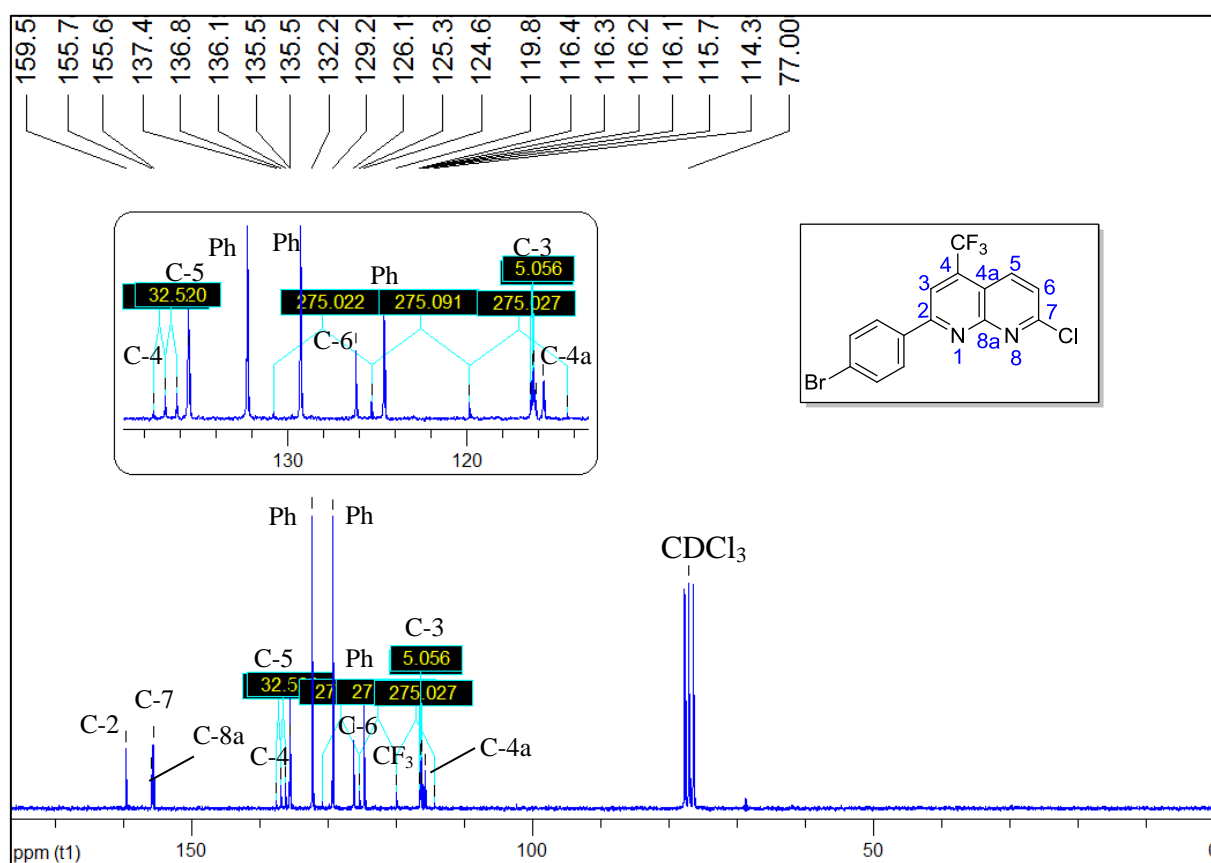 159.5
155.7
155.6
137.4
136.8
136.1
135.5
135.5
132.2
129.2
126.1
125.3
124.6
119.8
116.4
116.3
116.2
116.1
115.7
114.3
77.00
Ph Ph C-3
C-5 Ph 5.056
32.520 275.022 275.091 275.027
C-4 C-6 C-4a
130 120
CF3
4 4a 5
3 6
2 7
N N Cl
1 8a 8
Br
Ph Ph CDCl3
C-3
C-5 Ph 5.056
32.5 27 27 275.027
C-7
C-2 C-6
C-8a C-4 CF3 C-4a
ppm (t1) 150 100 50 0